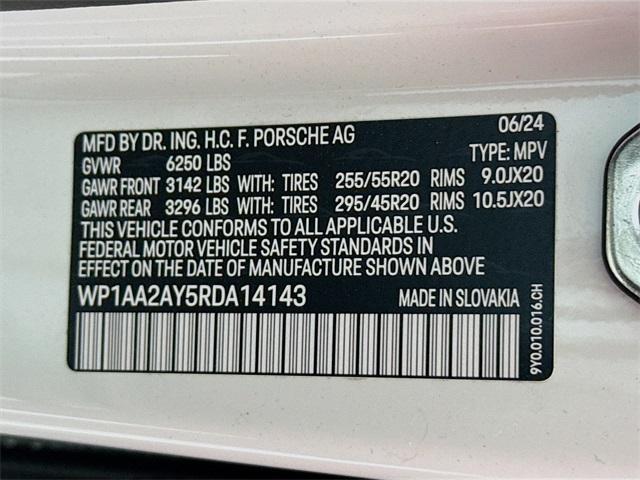 MFD BY DR. ING. H.C. F. PORSCHE AG 06/24
GVWR 6250 LBS TYPE: MPV
GAWR FRONT 3142 LBS WITH: TIRES 255/55R20 RIMS 9.0JX20
GAWR REAR 3296 LBS WITH: TIRES 295/45R20 RIMS 10.5JX20
THIS VEHICLE CONFORMS TO ALL APPLICABLE U.S.
FEDERAL MOTOR VEHICLE SAFETY STANDARDS IN
EFFECT ON THE DATE OF MANUFACTURE SHOWN ABOVE
WP1AA2AY5RDA14143 MADE IN SLOVAKIA
9Y0.010.016.CH